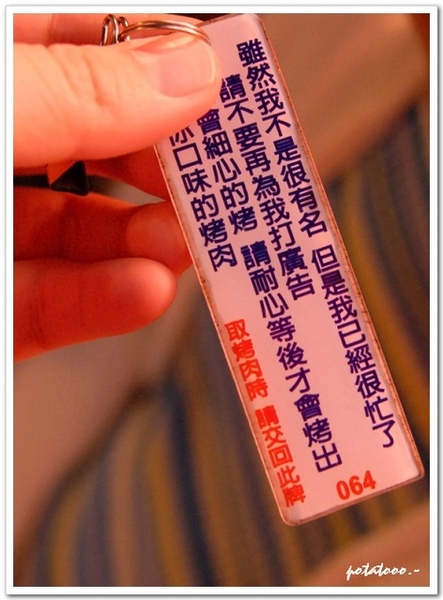 雖然我不是很有名 但是我已經很忙了
請不要再為我打廣告
會細心的烤 請耐心等後才會烤出
你口味的烤肉
取烤肉時 請交回此牌
064
potatooo.-